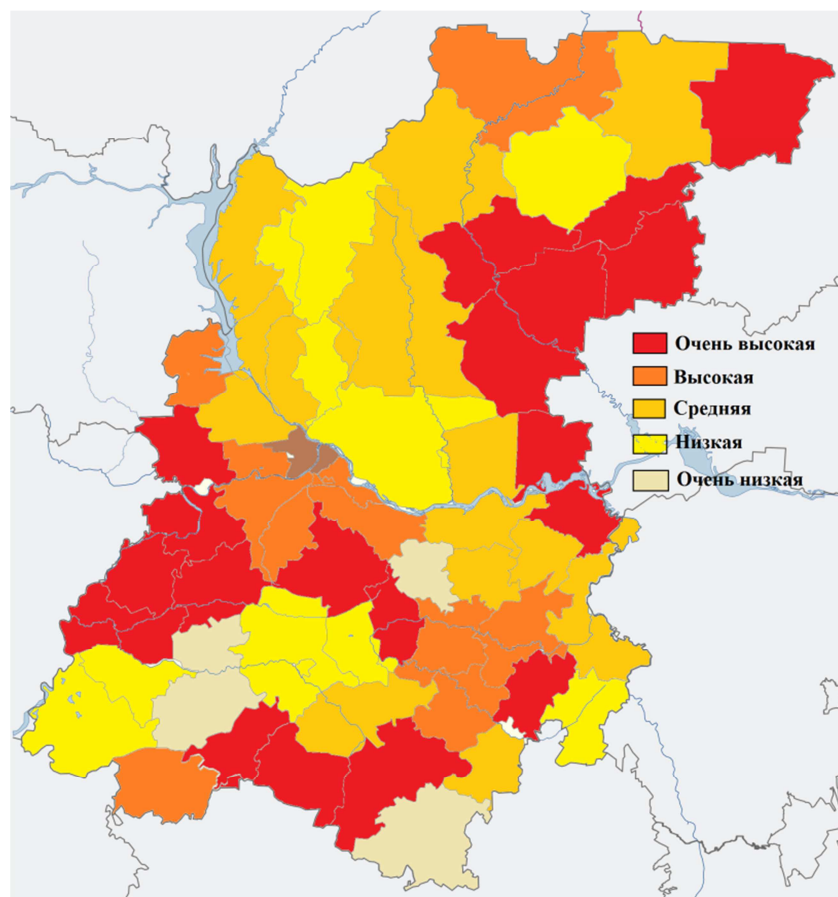 Очень высокая
Высокая
Средняя
Низкая
Очень низкая